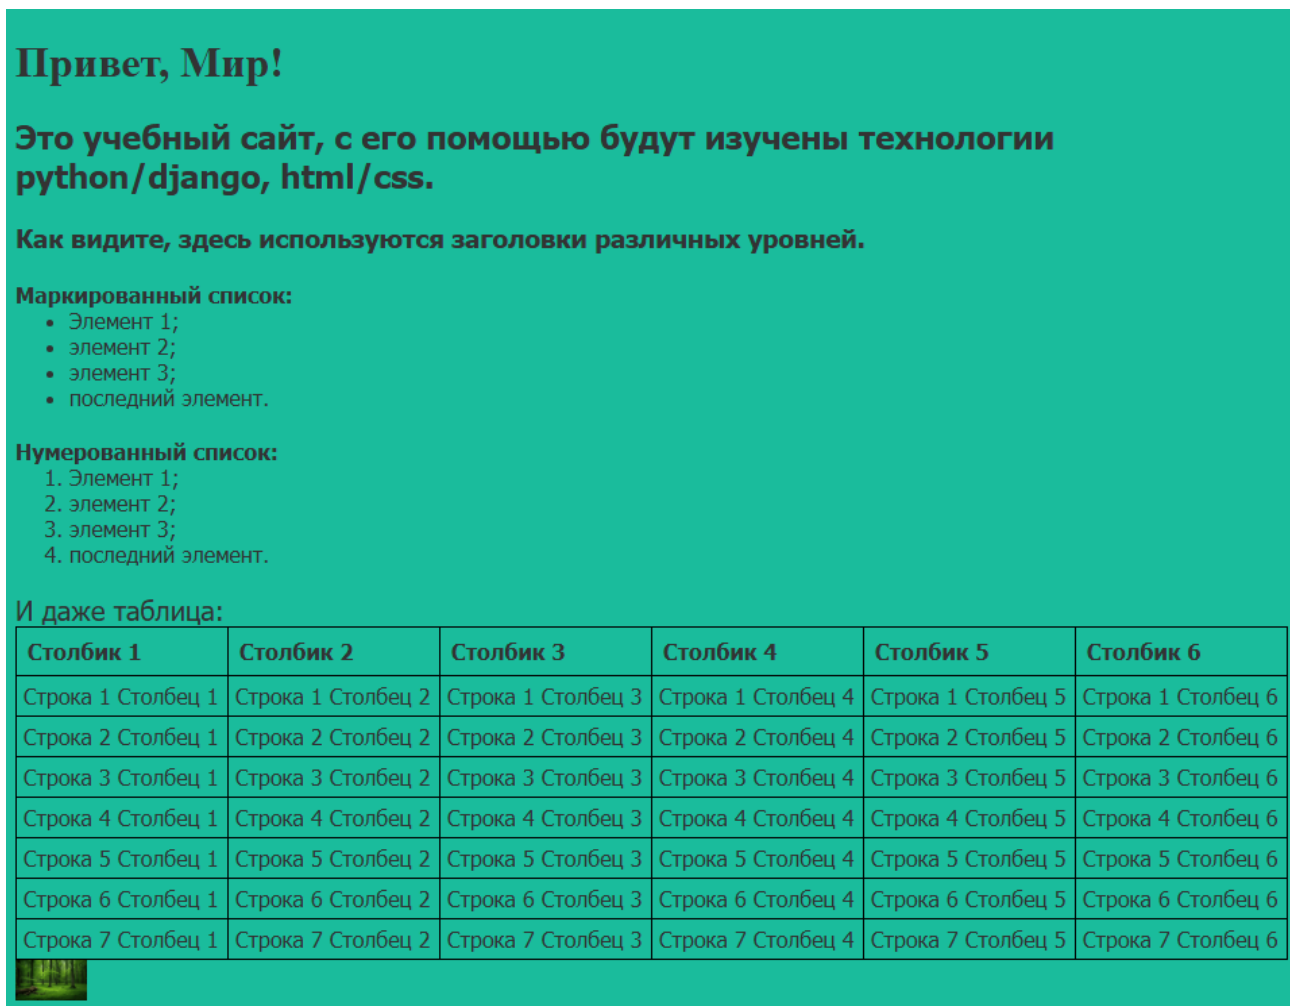 Привет, Мир!
Это учебный сайт, с его помощью будут изучены технологии
python/django, html/css.
Как видите, здесь используются заголовки различных уровней.
Маркированный список:
• Элемент 1;
• элемент 2;
• элемент 3;
• последний элемент.
Нумерованный список:
1. Элемент 1;
2. элемент 2;
3. элемент 3;
4. последний элемент.
И даже таблица:
Столбик 1 Столбик 2 Столбик 3 Столбик 4 Столбик 5 Столбик 6
Строка 1 Столбец 1 Строка 1 Столбец 2 Строка 1 Столбец 3 Строка 1 Столбец 4 Строка 1 Столбец 5 Строка 1 Столбец 6
Строка 2 Столбец 1 Строка 2 Столбец 2 Строка 2 Столбец 3 Строка 2 Столбец 4 Строка 2 Столбец 5 Строка 2 Столбец 6
Строка 3 Столбец 1 Строка 3 Столбец 2 Строка 3 Столбец 3 Строка 3 Столбец 4 Строка 3 Столбец 5 Строка 3 Столбец 6
Строка 4 Столбец 1 Строка 4 Столбец 2 Строка 4 Столбец 3 Строка 4 Столбец 4 Строка 4 Столбец 5 Строка 4 Столбец 6
Строка 5 Столбец 1 Строка 5 Столбец 2 Строка 5 Столбец 3 Строка 5 Столбец 4 Строка 5 Столбец 5 Строка 5 Столбец 6
Строка 6 Столбец 1 Строка 6 Столбец 2 Строка 6 Столбец 3 Строка 6 Столбец 4 Строка 6 Столбец 5 Строка 6 Столбец 6
Строка 7 Столбец 1 Строка 7 Столбец 2 Строка 7 Столбец 3 Строка 7 Столбец 4 Строка 7 Столбец 5 Строка 7 Столбец 6